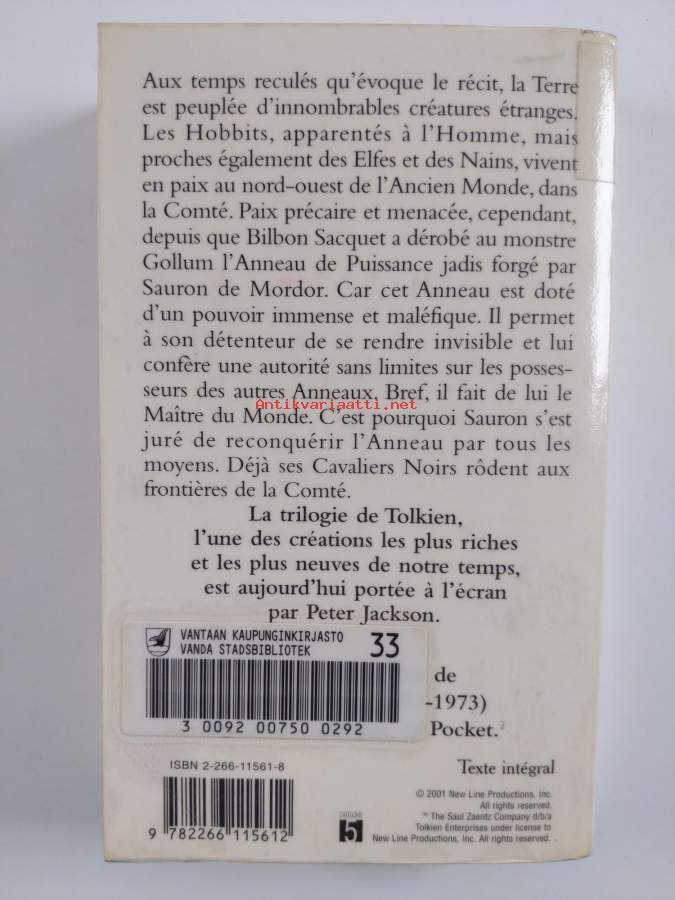 Aux temps reculés qu'évoque le récit, la Terre
est peuplée d'innombrables créatures étranges.
Les Hobbits, apparentés à l'Homme, mais
proches également des Elfes et des Nains, vivent
en paix au nord-ouest de l'Ancien Monde, dans
la Comté. Paix précaire et menacée, cependant,
depuis que Bilbon Sacquet a dérobé au monstre
Gollum l'Anneau de Puissance jadis forgé par
Sauron de Mordor. Car cet Anneau est doté
d'un pouvoir immense et maléfique. Il permet
à son détenteur de se rendre invisible et lui
confère une autorité sans limites sur les posses-
seurs des autres Anneaux. Bref, il fait de lui le
Antikvariaatti.net
Maître du Monde. C'est pourquoi Sauron s'est
juré de reconquérir l'Anneau par tous les
moyens. Déjà ses Cavaliers Noirs rôdent aux
frontières de la Comté.
La trilogie de Tolkien,
l'une des créations les plus riches
et les plus neuves de notre temps,
est aujourd'hui portée à l'écran
par Peter Jackson.
VANTAAN KAUPUNGINKIRJASTO
VANDA STADSBIBLIOTEK
33
3 0092 00750 0292
de
-1973)
Pocket.
ISBN 2-266-11561-8
9 782266 115612
Texte intégral
CATÉGORIE
5
© 2001 New Line Productions, Inc.
All rights reserved.
™ The Saul Zaentz Company d/b/a
Tolkien Enterprises under license to
New Line Productions, Inc. All rights reserved.